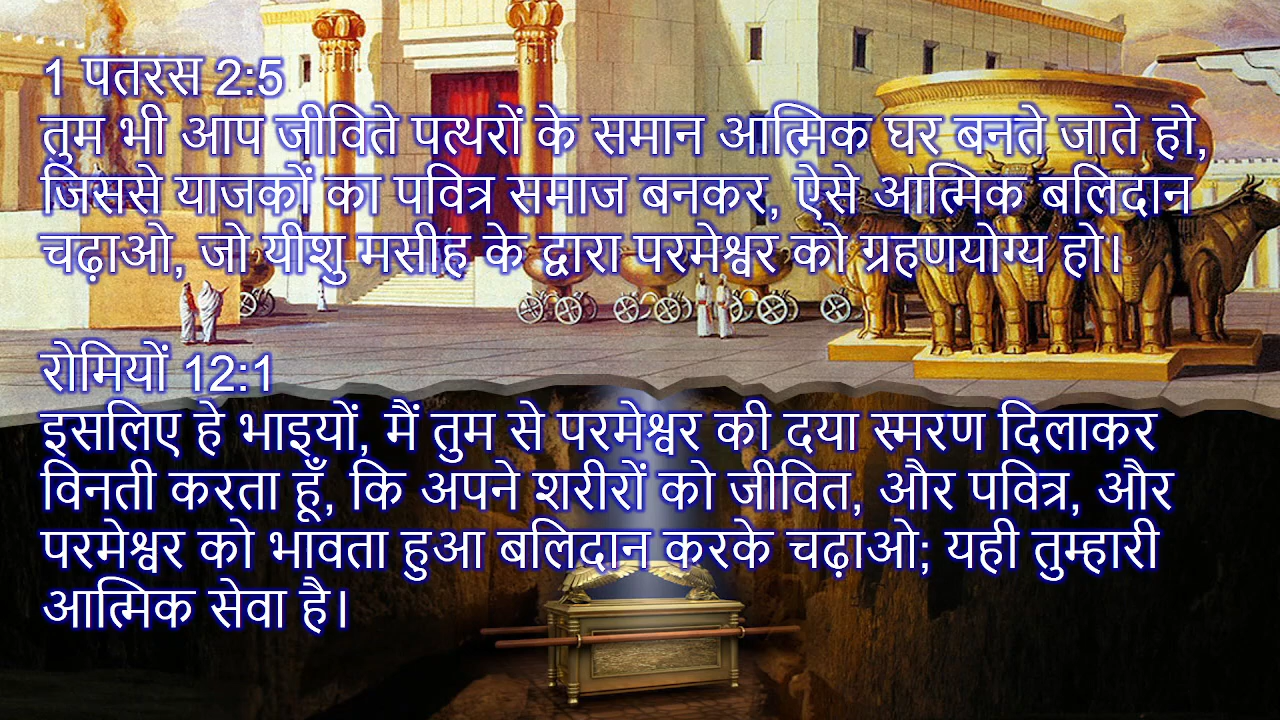 1 पतरस 2:5
तुम भी आप जीविते पत्थरों के समान आत्मिक घर बनते जाते हो,
जिससे याजकों का पवित्र समाज बनकर, ऐसे आत्मिक बलिदान
चढ़ाओ, जो यीशु मसीह के द्वारा परमेश्वर को ग्रहणयोग्य हो।
रोमियों 12:1
इसलिए हे भाइयों, मैं तुम से परमेश्वर की दया स्मरण दिलाकर
विनती करता हूँ, कि अपने शरीरों को जीवित, और पवित्र, और
परमेश्वर को भावता हुआ बलिदान करके चढ़ाओ; यही तुम्हारी
आत्मिक सेवा है।